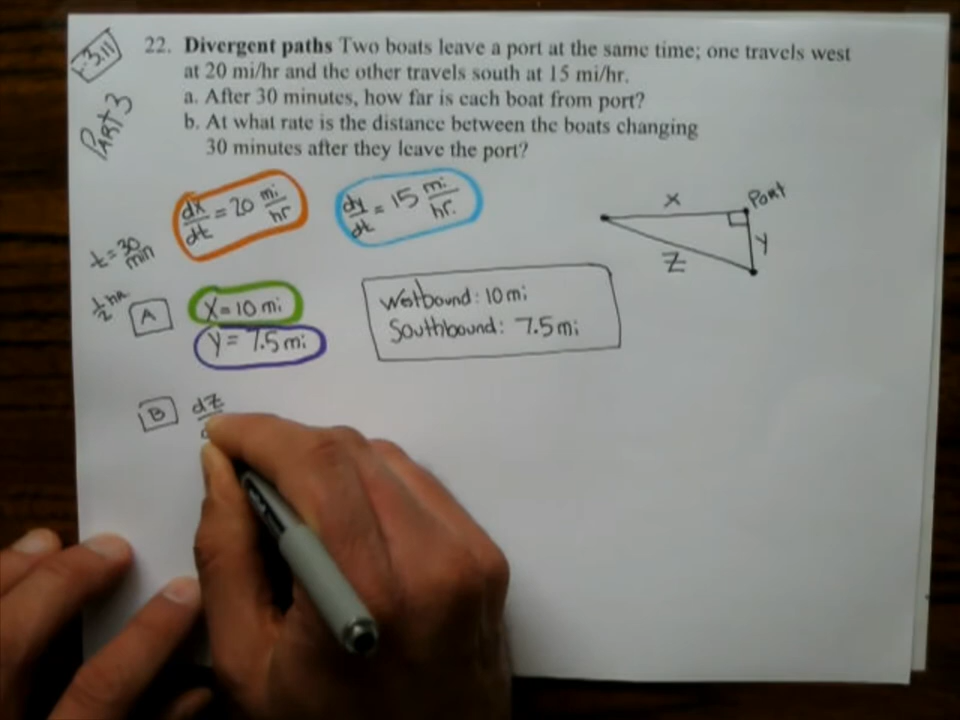 3.11
PART 3
22. Divergent paths Two boats leave a port at the same time; one travels west
at 20 mi/hr and the other travels south at 15 mi/hr.
a. After 30 minutes, how far is each boat from port?
b. At what rate is the distance between the boats changing
30 minutes after they leave the port?
dx/dt = 20 mi/hr
dy/dt = 15 mi/hr.
x
Port
y
z
t = 30 min
1/2 hr
A
x = 10 mi
y = 7.5 mi
Westbound: 10 mi
Southbound: 7.5 mi
B
dz